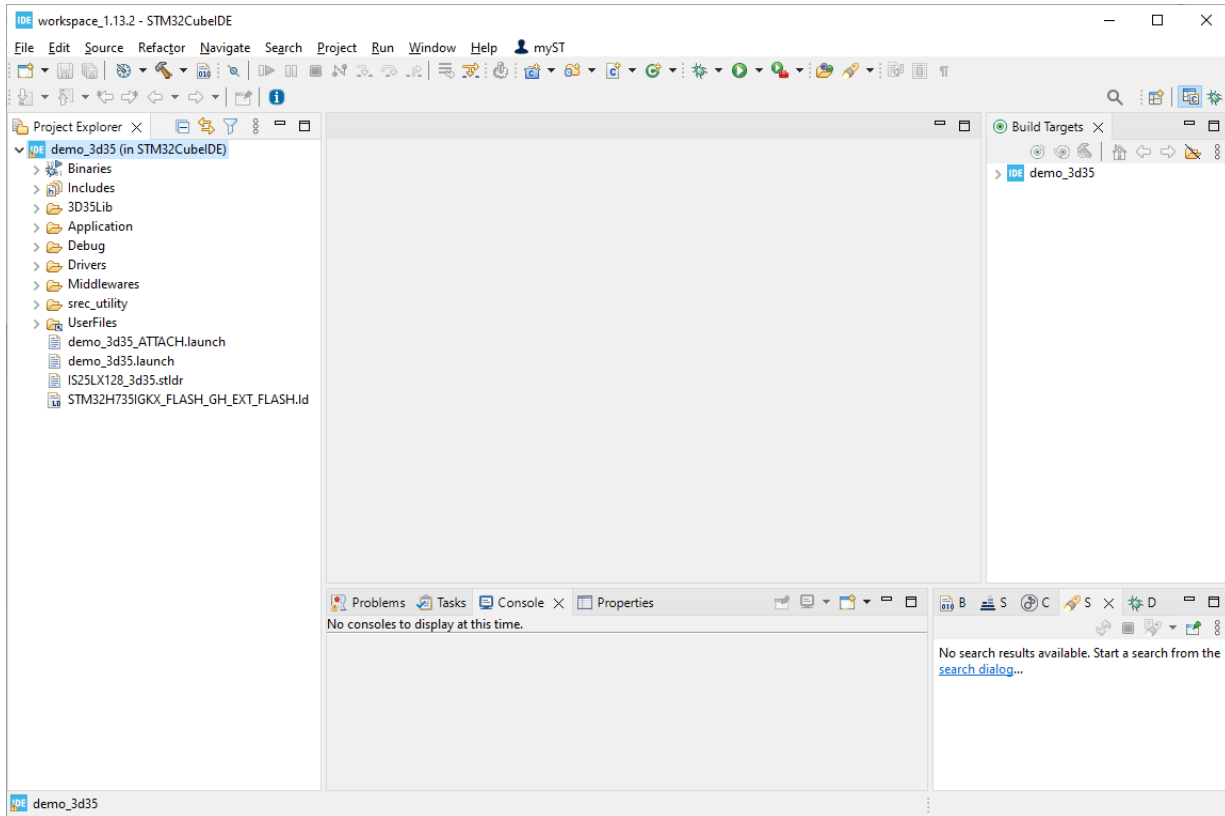 IDE workspace_1.13.2 - STM32CubeIDE
File Edit Source Refactor Navigate Search Project Run Window Help myST
Project Explorer
Build Targets
demo_3d35 (in STM32CubeIDE)
Binaries
Includes
3D35Lib
Application
Debug
Drivers
Middlewares
srec_utility
UserFiles
demo_3d35_ATTACH.launch
demo_3d35.launch
IS25LX128_3d35.stldr
STM32H735IGKX_FLASH_GH_EXT_FLASH.ld
IDE demo_3d35
Problems Tasks Console Properties
No consoles to display at this time.
B S C S D
No search results available. Start a search from the
search dialog...
IDE demo_3d35